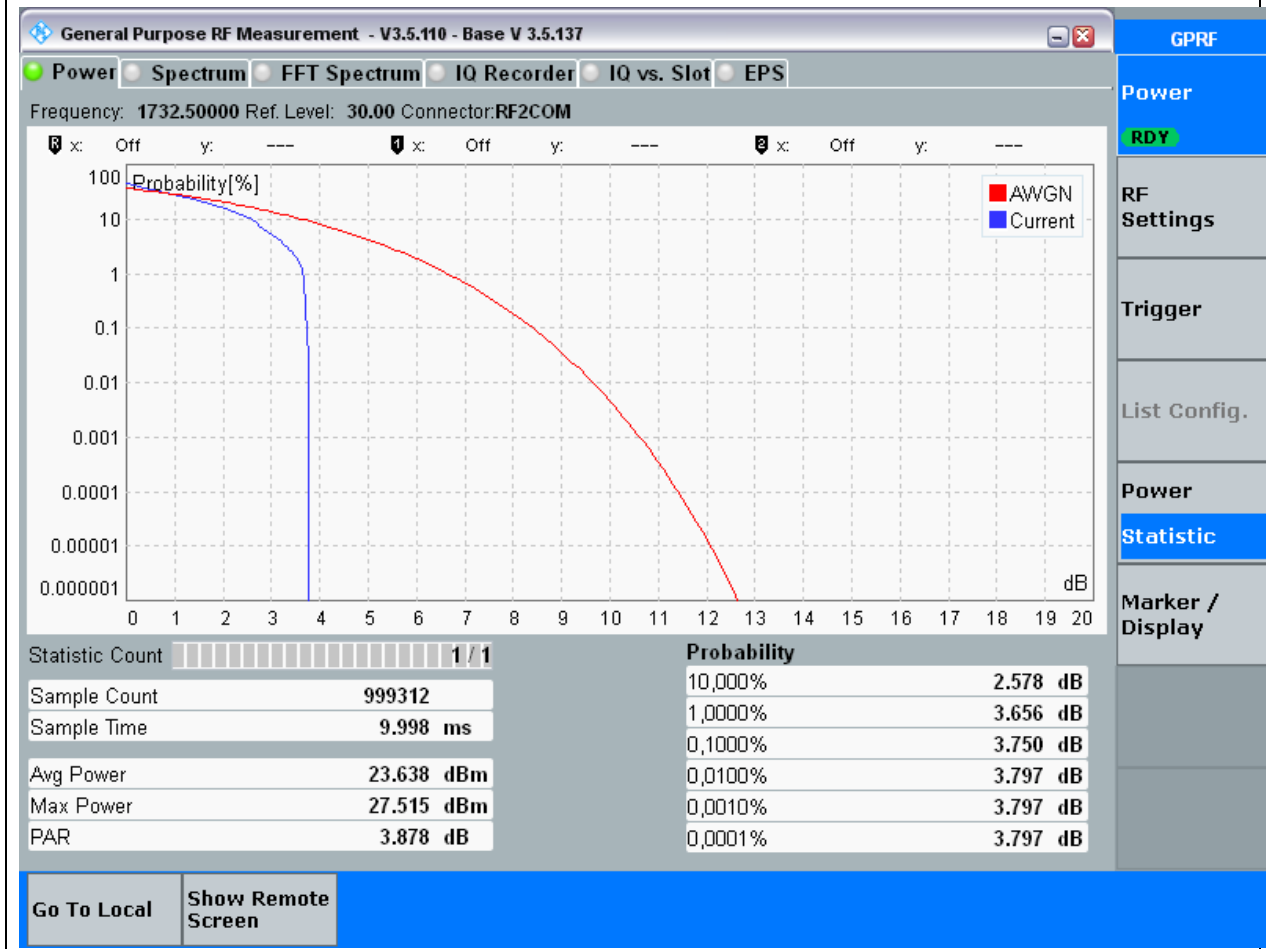 General Purpose RF Measurement - V3.5.110 - Base V 3.5.137
GPRF
Power Spectrum FFT Spectrum IQ Recorder IQ vs. Slot EPS
Frequency: 1732.50000 Ref. Level: 30.00 Connector:RF2COM
Power
RDY
R x: Off y: --- 1 x: Off y: --- 2 x: Off y: ---
Probability[%]
AWGN
Current
100
10
1
0.1
0.01
0.001
0.0001
0.00001
0.000001
dB
0 1 2 3 4 5 6 7 8 9 10 11 12 13 14 15 16 17 18 19 20
RF
Settings
Trigger
List Config.
Power
Statistic
Marker /
Display
Statistic Count 1 / 1
Sample Count 999312
Sample Time 9.998 ms
Avg Power 23.638 dBm
Max Power 27.515 dBm
PAR 3.878 dB
Probability
10,000% 2.578 dB
1,0000% 3.656 dB
0,1000% 3.750 dB
0,0100% 3.797 dB
0,0010% 3.797 dB
0,0001% 3.797 dB
Go To Local
Show Remote
Screen